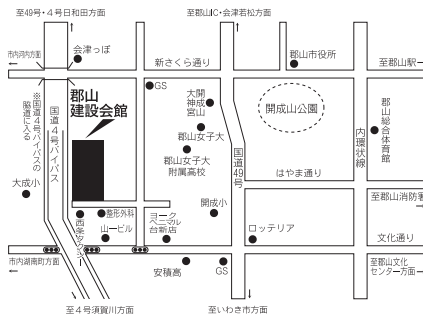 至49号・4号日和田方面
至郡山IC・会津若松方面
会津っぽ
市内河内方面
新さくら通り
郡山市役所
至郡山駅
GS
大開
神成
宮山
開成山公園
郡山
建設会館
※国道4号バイパスの
脇道に入る
国道4号バイパス
郡山女子大
郡山女子大
附属高校
国道49号
内環状線
郡山総合体育館
はやま通り
大成小
整形外科
西条タクシー
山一ビル
ヨーク
ベニマル
台新店
開成小
ロッテリア
至郡山消防署
文化通り
市内湖南町方面
安積高
GS
至郡山文化
センター方面
至4号須賀川方面
至いわき市方面